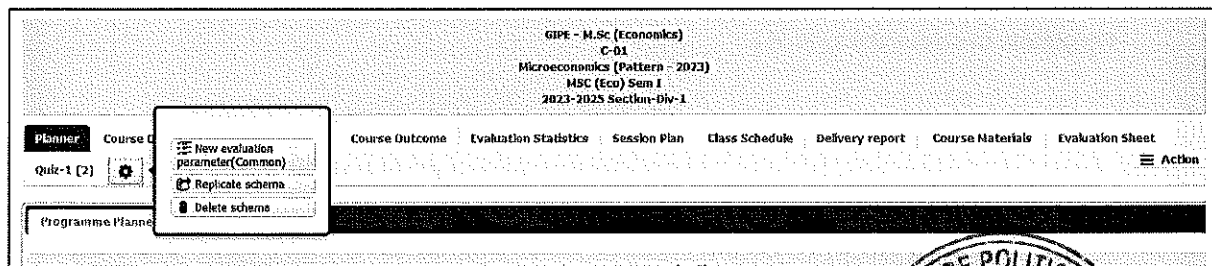 GIPE - M.Sc (Economics)
C-01
Microeconomics (Pattern - 2023)
MSC (Eco) Sem I
2023-2025 Section-Div-1
Planner Course O Course Outcome Evaluation Statistics Session Plan Class Schedule Delivery report Course Materials Evaluation Sheet
New evaluation
parameter(Common)
Quiz-1 [2] Action
Replicate schema
Delete schema
Programme Planne
POLITI